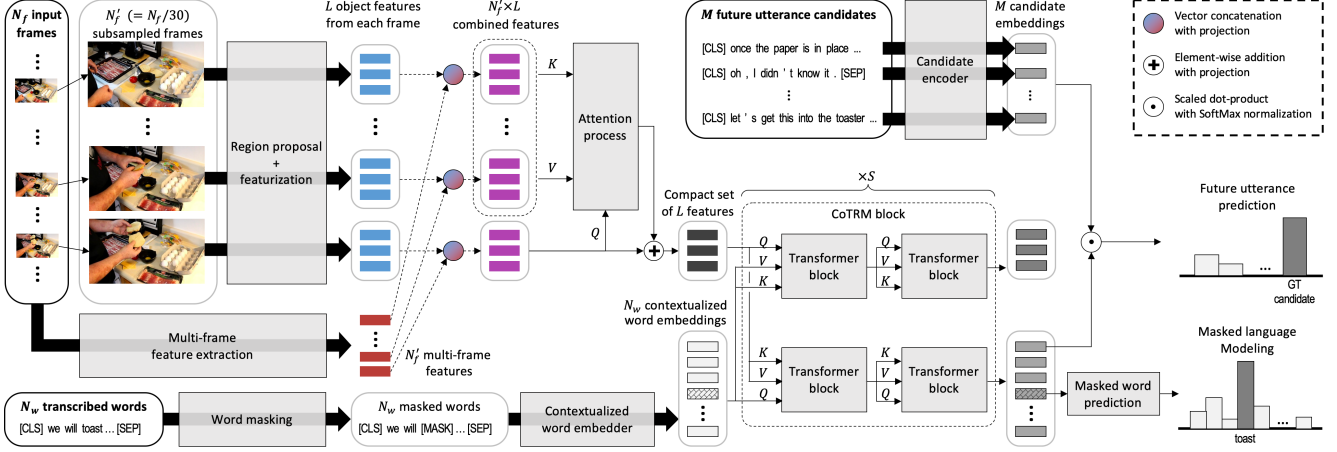 N_f input
frames
N_f′ (= N_f/30)
subsampled frames
L object features
from each frame
N_f′×L
combined features
Region proposal
+
featurization
K
V
Q
Attention
process
Multi-frame
feature extraction
N_f′ multi-frame
features
N_w transcribed words
[CLS] we will toast ... [SEP]
Word masking
N_w masked words
[CLS] we will [MASK] ... [SEP]
Contextualized
word embedder
M future utterance candidates
[CLS] once the paper is in place ...
[CLS] oh , I didn ' t know it . [SEP]
[CLS] let ' s get this into the toaster ...
Candidate
encoder
M candidate
embeddings
Compact set
of L features
N_w contextualized
word embeddings
×S
CoTRM block
Q
V
K
Transformer
block
Q
V
K
Transformer
block
K
V
Q
Transformer
block
K
V
Q
Transformer
block
Masked word
prediction
Vector concatenation
with projection
Element-wise addition
with projection
Scaled dot-product
with SoftMax normalization
Future utterance
prediction
...
GT
candidate
Masked language
Modeling
...
toast